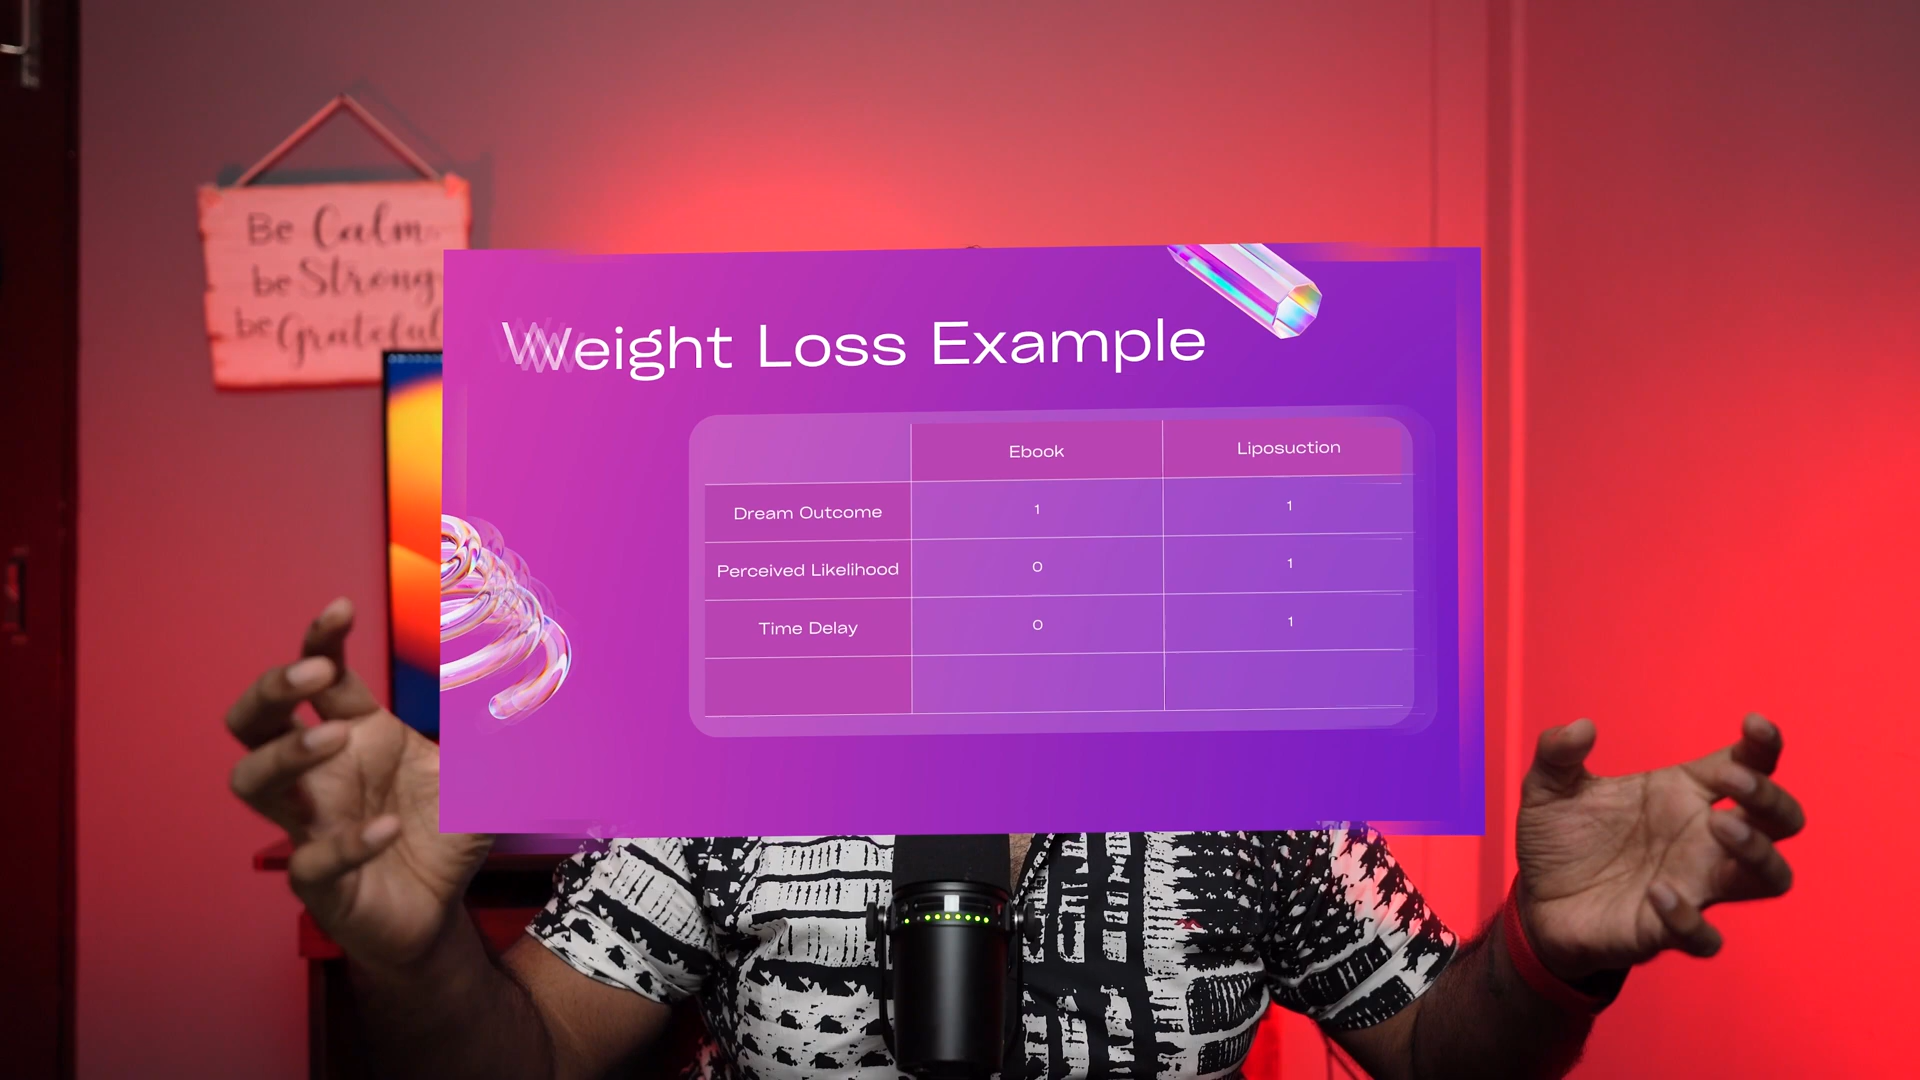 Be Calm,
be Strong
be Grateful
Weight Loss Example
Ebook Liposuction
Dream Outcome 1 1
Perceived Likelihood 0 1
Time Delay 0 1